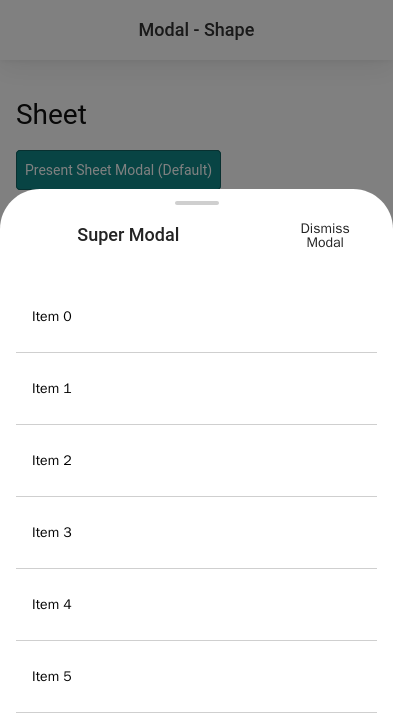 Modal - Shape
Sheet
Present Sheet Modal (Default)
Super Modal
Dismiss
Modal
Item 0
Item 1
Item 2
Item 3
Item 4
Item 5